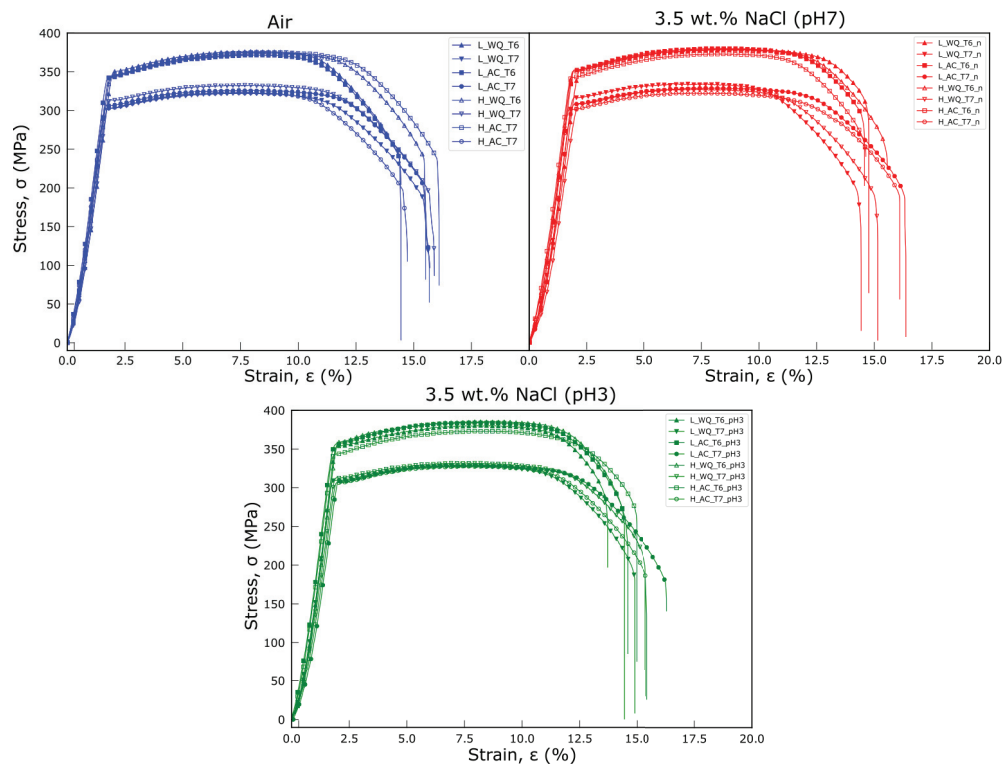 Air
Stress, σ (MPa)
400
350
300
250
200
150
100
50
0
0.0
2.5
5.0
7.5
10.0
12.5
15.0
17.5
Strain, ε (%)
L_WQ_T6
L_WQ_T7
L_AC_T6
L_AC_T7
H_WQ_T6
H_WQ_T7
H_AC_T7
H_AC_T7
3.5 wt.% NaCl (pH7)
0.0
2.5
5.0
7.5
10.0
12.5
15.0
17.5
20.0
Strain, ε (%)
L_WQ_T6_n
L_WQ_T7_n
L_AC_T6_n
L_AC_T7_n
H_WQ_T6_n
H_WQ_T7_n
H_AC_T6_n
H_AC_T7_n
3.5 wt.% NaCl (pH3)
Stress, σ (MPa)
400
350
300
250
200
150
100
50
0
0.0
2.5
5.0
7.5
10.0
12.5
15.0
17.5
20.0
Strain, ε (%)
L_WQ_T6_pH3
L_WQ_T7_pH3
L_AC_T6_pH3
L_AC_T7_pH3
H_WQ_T6_pH3
H_WQ_T7_pH3
H_AC_T6_pH3
H_AC_T7_pH3